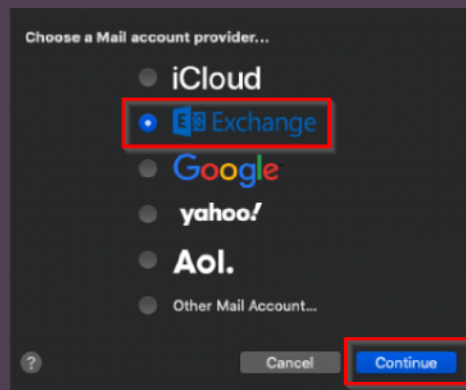 Choose a Mail account provider...
iCloud
E Exchange
Google
yahoo!
Aol.
Other Mail Account...
? Cancel Continue